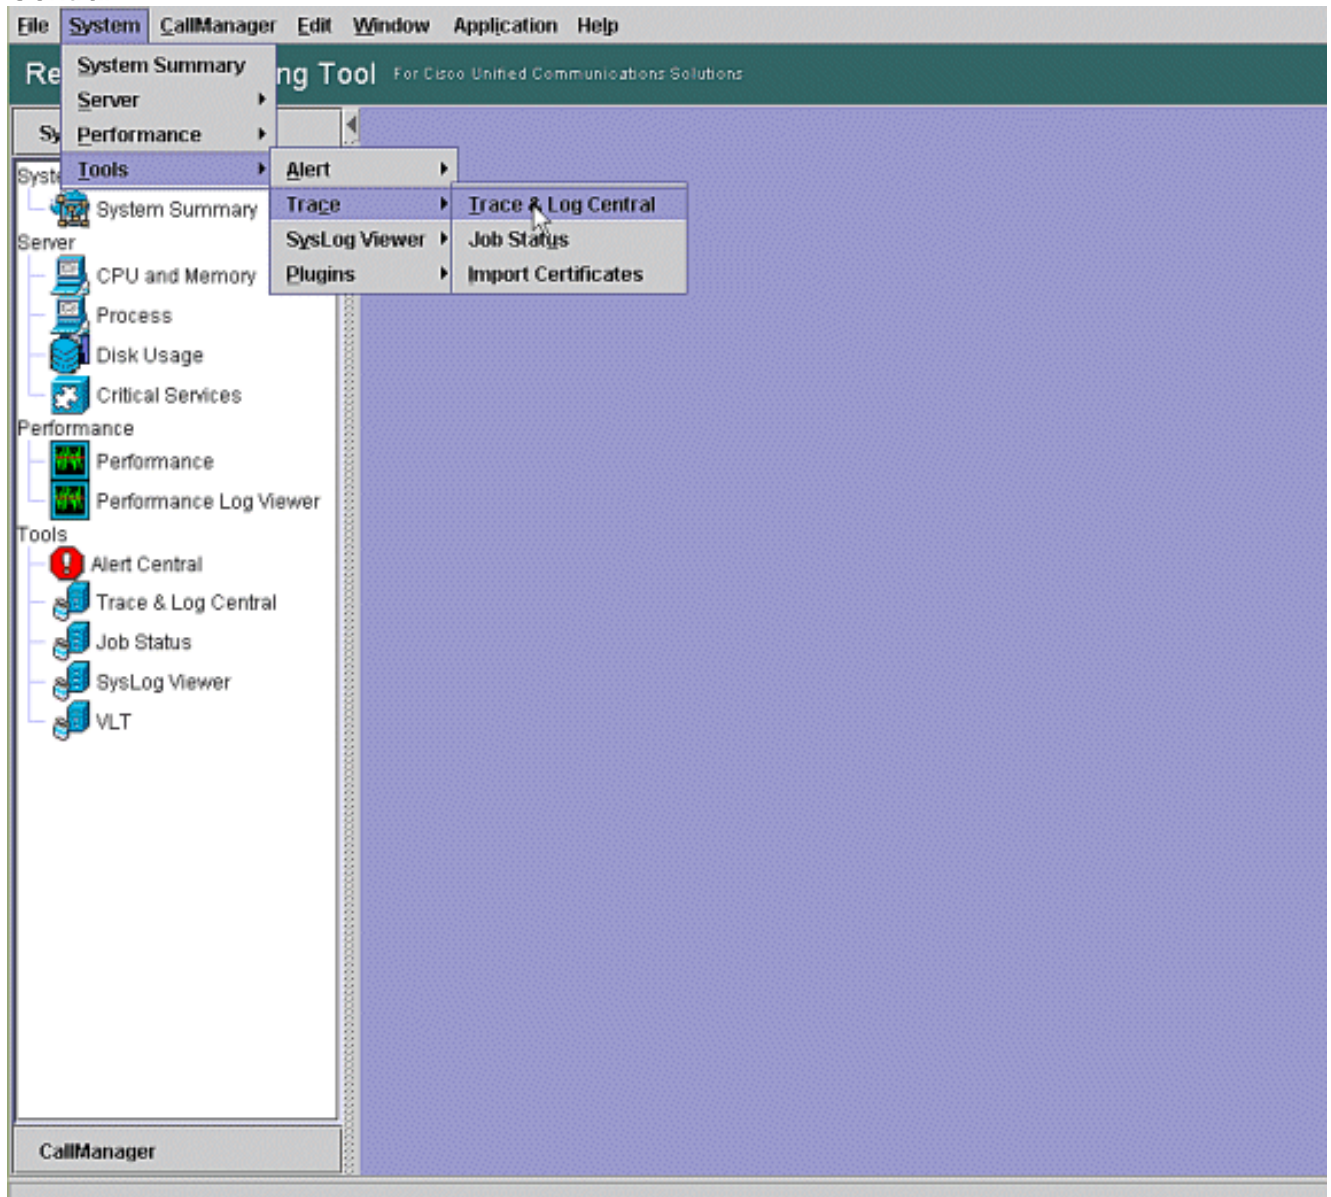 File System CallManager Edit Window Application Help
Re ng Tool For Cisco Unified Communications Solutions
System Summary
Server
Performance
Tools
Alert
Trace
SysLog Viewer
Plugins
Trace & Log Central
Job Status
Import Certificates
Sy
Syste
System Summary
Server
CPU and Memory
Process
Disk Usage
Critical Services
Performance
Performance
Performance Log Viewer
Tools
Alert Central
Trace & Log Central
Job Status
SysLog Viewer
VLT
CallManager